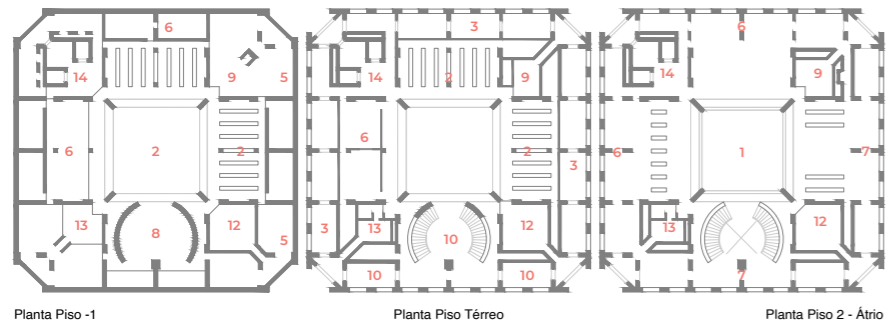 6 3 6
14 9 5 14 2 9 14 9
6 2 2 6 2 3 6 1 7
13 8 12 5 3 13 10 12 13 12
10 10 7
Planta Piso -1 Planta Piso Térreo Planta Piso 2 - Átrio